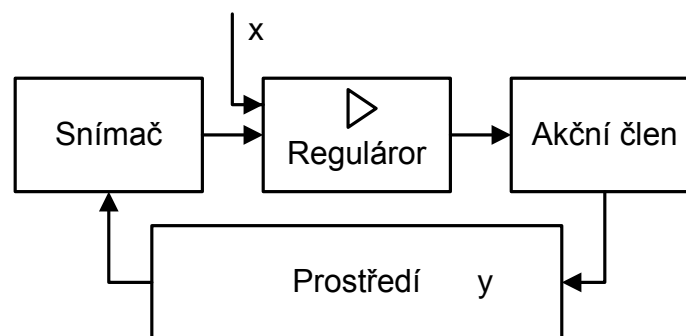 x
Snímač
Reguláror
Akční člen
Prostředí y